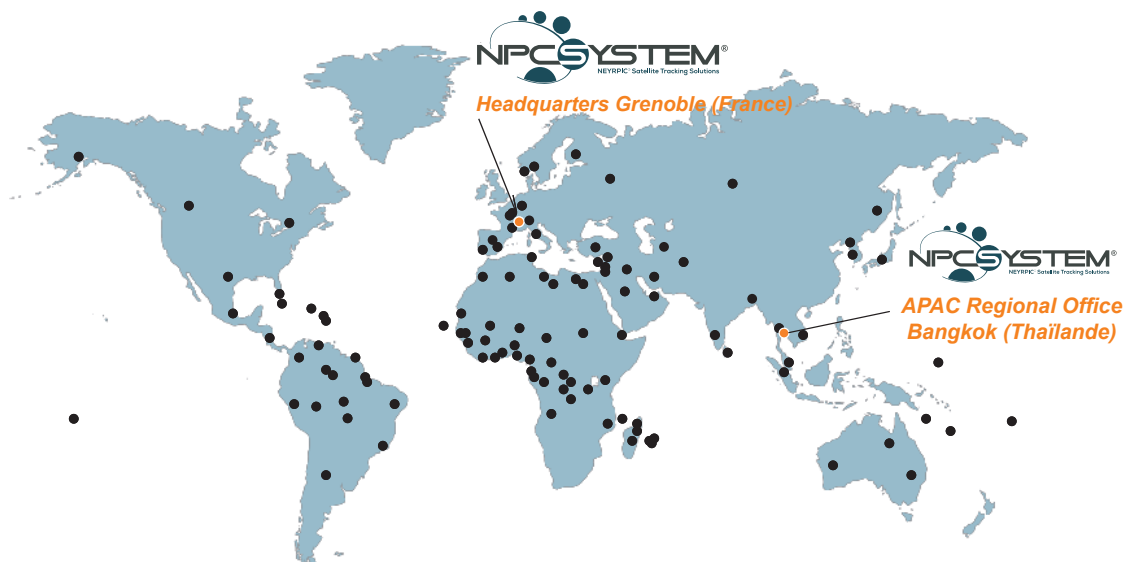 NPCSYSTEM®
NEYRPIC® Satellite Tracking Solutions
Headquarters Grenoble (France)
NPCSYSTEM®
NEYRPIC® Satellite Tracking Solutions
APAC Regional Office
Bangkok (Thaïlande)